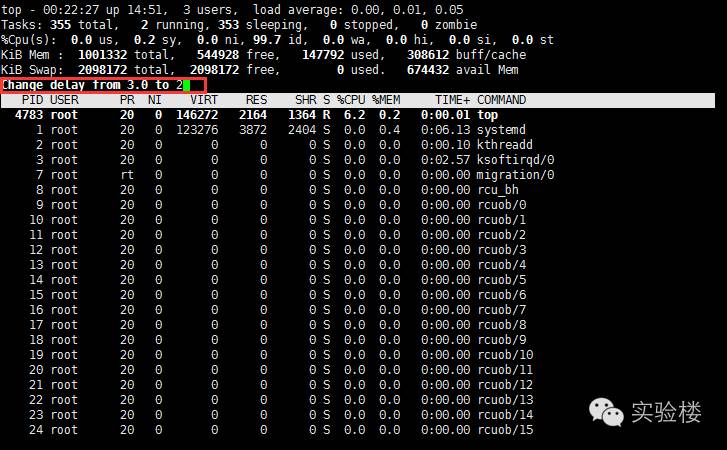 top - 00:22:27 up 14:51,  3 users,  load average: 0.00, 0.01, 0.05
Tasks: 355 total,   2 running, 353 sleeping,   0 stopped,   0 zombie
%Cpu(s):  0.0 us,  0.2 sy,  0.0 ni, 99.7 id,  0.0 wa,  0.0 hi,  0.0 si,  0.0 st
KiB Mem :  1001332 total,   544928 free,   147792 used,   308612 buff/cache
KiB Swap:  2098172 total,  2098172 free,        0 used.   674432 avail Mem
Change delay from 3.0 to 2
  PID USER      PR  NI    VIRT    RES    SHR S %CPU %MEM     TIME+ COMMAND
 4783 root      20   0  146272   2164   1364 R  6.2  0.2   0:00.01 top
    1 root      20   0  123276   3872   2404 S  0.0  0.4   0:06.13 systemd
    2 root      20   0       0      0      0 S  0.0  0.0   0:00.10 kthreadd
    3 root      20   0       0      0      0 S  0.0  0.0   0:02.57 ksoftirqd/0
    7 root      rt   0       0      0      0 S  0.0  0.0   0:00.00 migration/0
    8 root      20   0       0      0      0 S  0.0  0.0   0:00.00 rcu_bh
    9 root      20   0       0      0      0 S  0.0  0.0   0:00.00 rcuob/0
   10 root      20   0       0      0      0 S  0.0  0.0   0:00.00 rcuob/1
   11 root      20   0       0      0      0 S  0.0  0.0   0:00.00 rcuob/2
   12 root      20   0       0      0      0 S  0.0  0.0   0:00.00 rcuob/3
   13 root      20   0       0      0      0 S  0.0  0.0   0:00.00 rcuob/4
   14 root      20   0       0      0      0 S  0.0  0.0   0:00.00 rcuob/5
   15 root      20   0       0      0      0 S  0.0  0.0   0:00.00 rcuob/6
   16 root      20   0       0      0      0 S  0.0  0.0   0:00.00 rcuob/7
   17 root      20   0       0      0      0 S  0.0  0.0   0:00.00 rcuob/8
   18 root      20   0       0      0      0 S  0.0  0.0   0:00.00 rcuob/9
   19 root      20   0       0      0      0 S  0.0  0.0   0:00.00 rcuob/10
   20 root      20   0       0      0      0 S  0.0  0.0   0:00.00 rcuob/11
   21 root      20   0       0      0      0 S  0.0  0.0   0:00.00 rcuob/12
   22 root      20   0       0      0      0 S  0.0  0.0   0:00.00 rcuob/13
   23 root      20   0       0      0      0 S  0.0  0.0   0:00.00 rcuob/14
   24 root      20   0       0      0      0 S  0.0  0.0   0:00.00 rcuob/15
实验楼